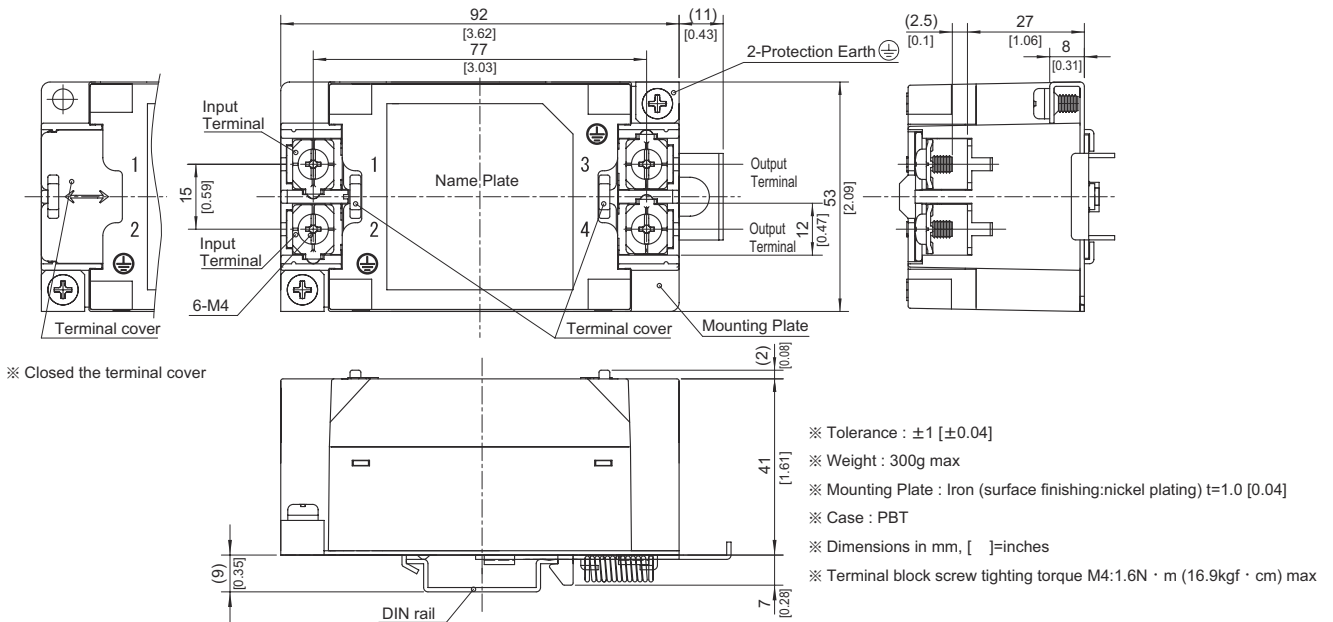 92
[3.62]
(11)
[0.43]
77
[3.03]
2-Protection Earth
(2.5)
[0.1]
27
[1.06]
8
[0.31]
Input
Terminal
1
2
15
[0.59]
1
2
Name Plate
3
4
Output
Terminal
Output
Terminal
12
[0.47]
53
[2.09]
Input
Terminal
6-M4
Terminal cover
Terminal cover
Mounting Plate
※ Closed the terminal cover
(2)
[0.08]
41
[1.61]
(9)
[0.35]
7
[0.28]
DIN rail
※ Tolerance : ±1 [±0.04]
※ Weight : 300g max
※ Mounting Plate : Iron (surface finishing:nickel plating) t=1.0 [0.04]
※ Case : PBT
※ Dimensions in mm, [ ]=inches
※ Terminal block screw tighting torque M4:1.6N・m (16.9kgf・cm) max